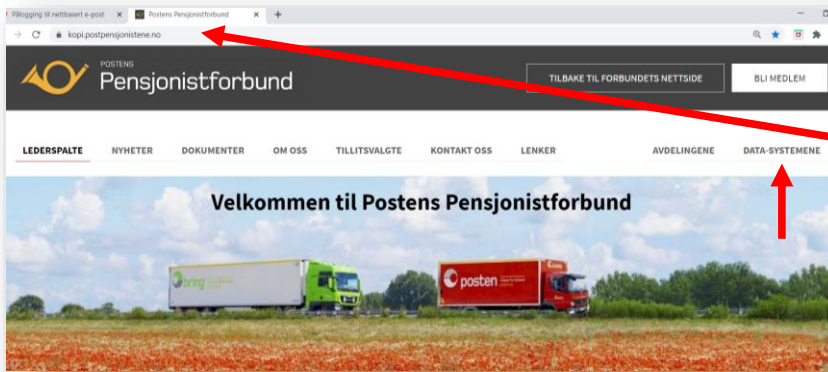 Pålogging til nettbasert e-post
Postens Pensjonistforbund
kopi.postpensjonistene.no
POSTENS
Pensjonistforbund
TILBAKE TIL FORBUNDETS NETTSIDE
BLI MEDLEM
LEDERSPALTE NYHETER DOKUMENTER OM OSS TILLITSVALGTE KONTAKT OSS LENKER AVDELINGENE DATA-SYSTEMENE
Velkommen til Postens Pensjonistforbund
bring
posten